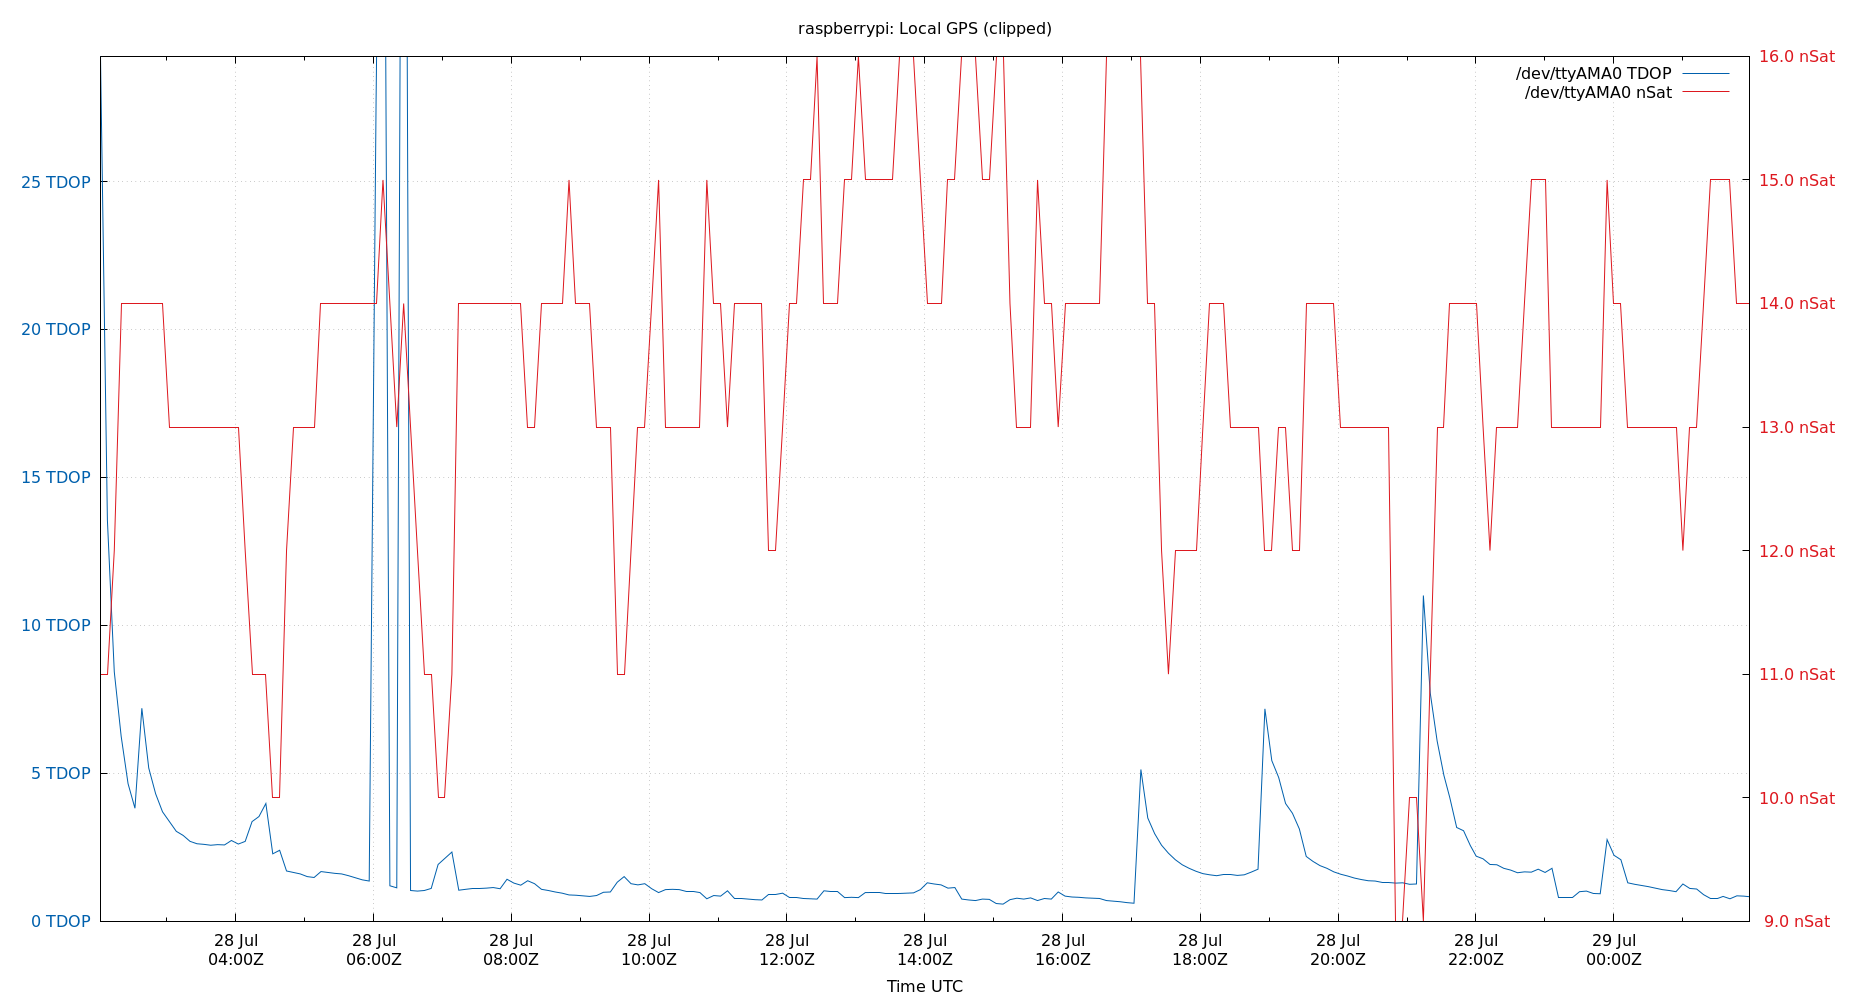 raspberrypi: Local GPS (clipped)
16.0 nSat
/dev/ttyAMA0 TDOP
/dev/ttyAMA0 nSat
25 TDOP
15.0 nSat
14.0 nSat
20 TDOP
13.0 nSat
15 TDOP
12.0 nSat
10 TDOP
11.0 nSat
5 TDOP
10.0 nSat
0 TDOP
9.0 nSat
28 Jul
04:00Z
28 Jul
06:00Z
28 Jul
08:00Z
28 Jul
10:00Z
28 Jul
12:00Z
28 Jul
14:00Z
28 Jul
16:00Z
28 Jul
18:00Z
28 Jul
20:00Z
28 Jul
22:00Z
29 Jul
00:00Z
Time UTC